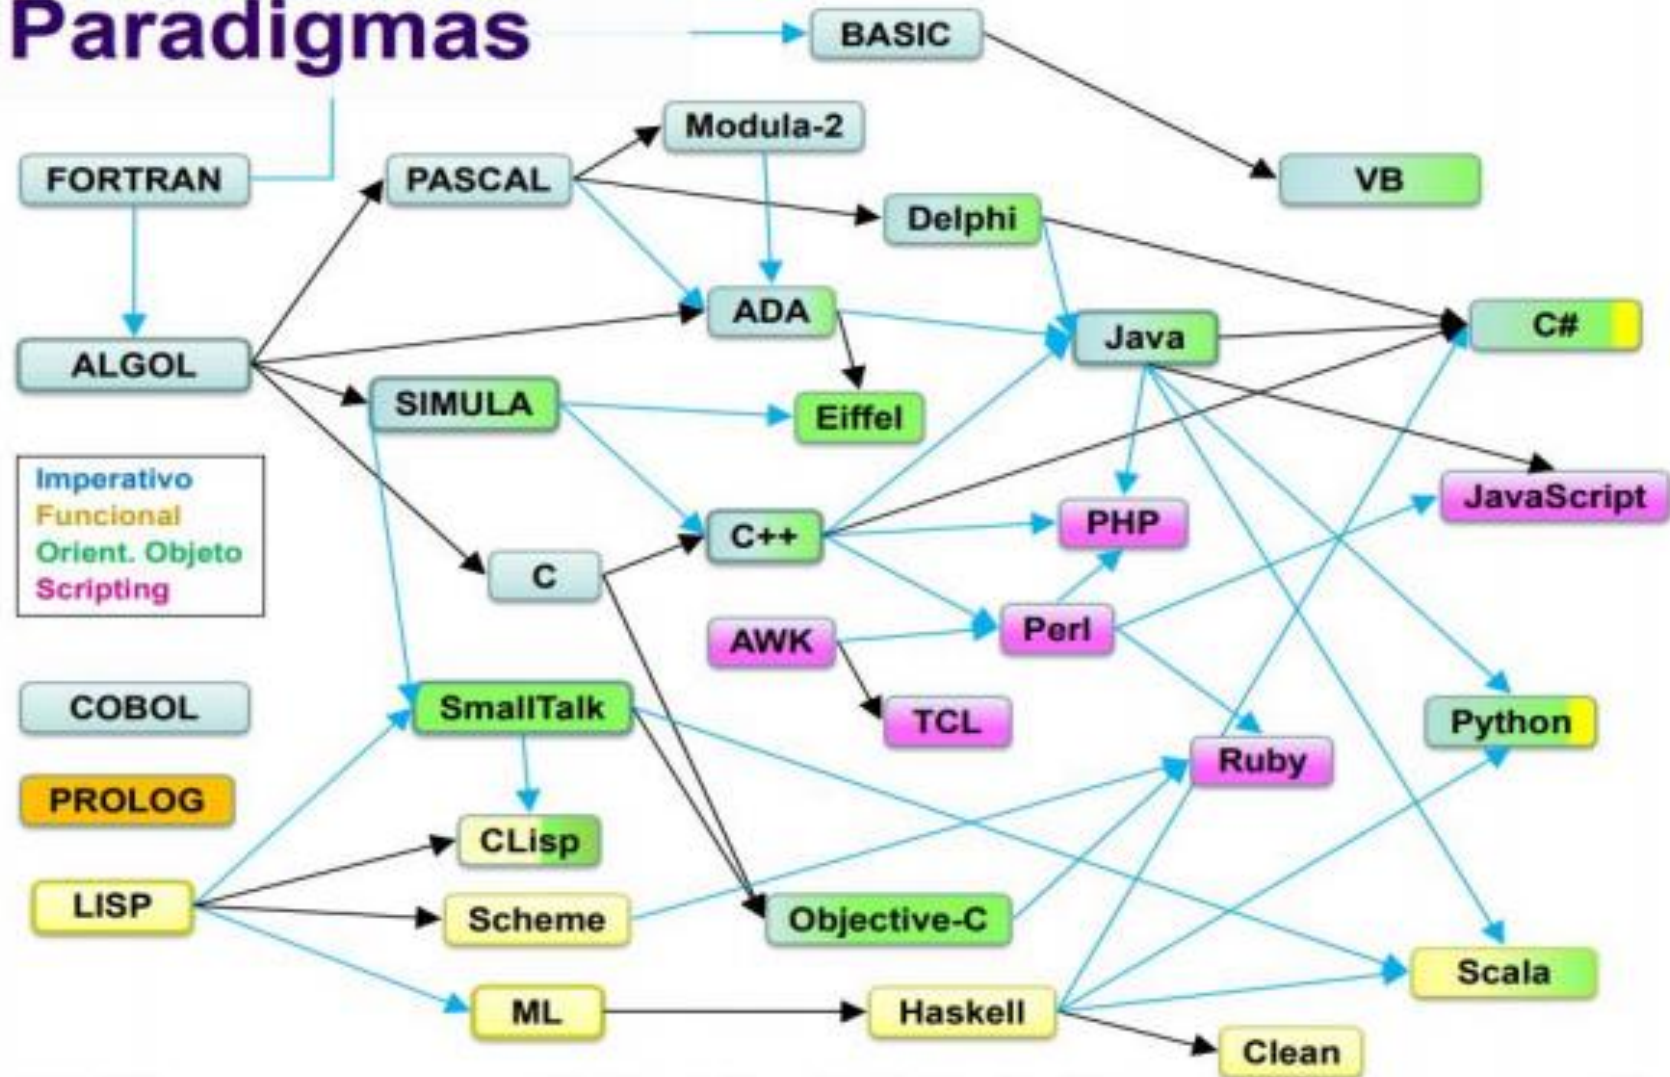 Paradigmas
BASIC
Modula-2
FORTRAN
PASCAL
VB
Delphi
ADA
Java
C#
ALGOL
SIMULA
Eiffel
Imperativo
Funcional
Orient. Objeto
Scripting
JavaScript
PHP
C++
C
AWK
Perl
COBOL
SmallTalk
TCL
Python
Ruby
PROLOG
CLisp
LISP
Scheme
Objective-C
Scala
ML
Haskell
Clean